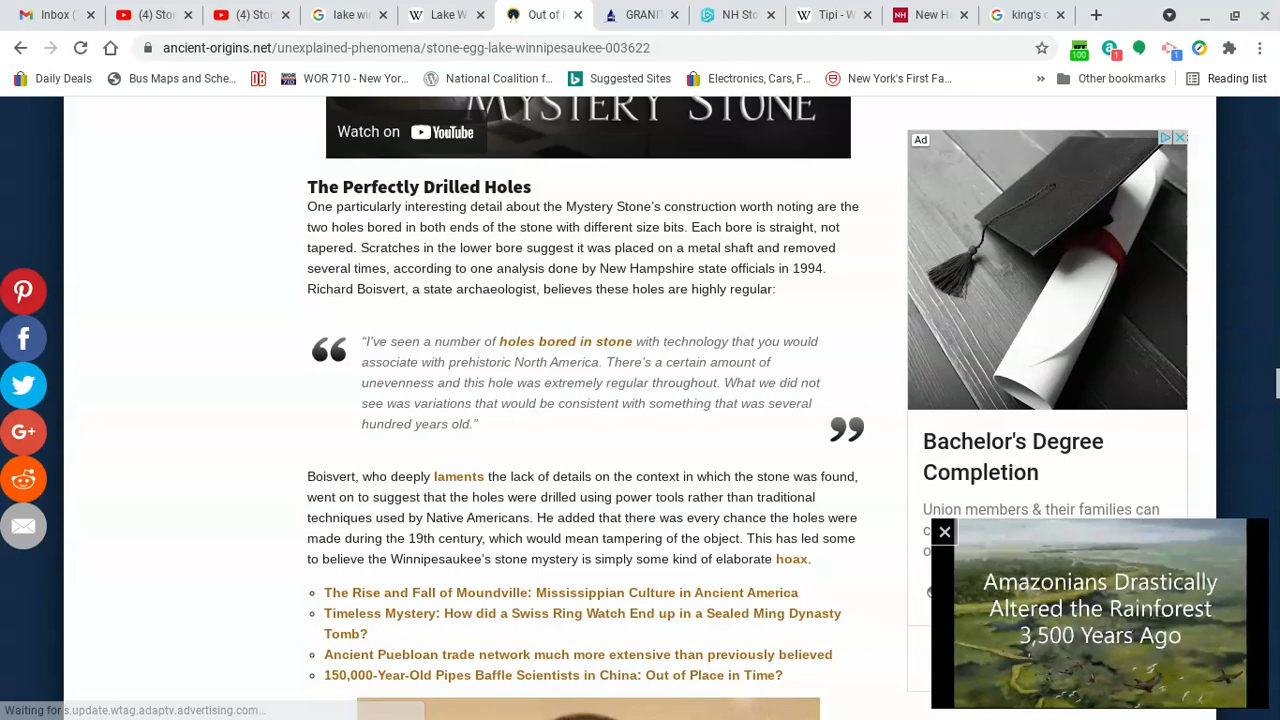 Inbox (
(4) Stor
(4) Stor
lake wi
Lake W
Out of P
GRANIT
NH Sto
Tipi - W
New H
king's c
ancient-origins.net/unexplained-phenomena/stone-egg-lake-winnipesaukee-003622
100
1
1
Daily Deals
Bus Maps and Sche...
WOR 710 - New Yor...
National Coalition f...
Suggested Sites
Electronics, Cars, F...
New York's First Fa...
»
Other bookmarks
Reading list
MYSTERY STONE
Watch on YouTube
Ad
The Perfectly Drilled Holes
One particularly interesting detail about the Mystery Stone's construction worth noting are the
two holes bored in both ends of the stone with different size bits. Each bore is straight, not
tapered. Scratches in the lower bore suggest it was placed on a metal shaft and removed
several times, according to one analysis done by New Hampshire state officials in 1994.
Richard Boisvert, a state archaeologist, believes these holes are highly regular:
"I've seen a number of holes bored in stone with technology that you would
associate with prehistoric North America. There's a certain amount of
unevenness and this hole was extremely regular throughout. What we did not
see was variations that would be consistent with something that was several
hundred years old."
Boisvert, who deeply laments the lack of details on the context in which the stone was found,
went on to suggest that the holes were drilled using power tools rather than traditional
techniques used by Native Americans. He added that there was every chance the holes were
made during the 19th century, which would mean tampering of the object. This has led some
to believe the Winnipesaukee's stone mystery is simply some kind of elaborate hoax.
The Rise and Fall of Moundville: Mississippian Culture in Ancient America
Timeless Mystery: How did a Swiss Ring Watch End up in a Sealed Ming Dynasty
Tomb?
Ancient Puebloan trade network much more extensive than previously believed
150,000-Year-Old Pipes Baffle Scientists in China: Out of Place in Time?
Bachelor's Degree
Completion
Union members & their families can
Amazonians Drastically
Altered the Rainforest
3,500 Years Ago
Waiting for s.update.wtag.adaptv.advertising.com...